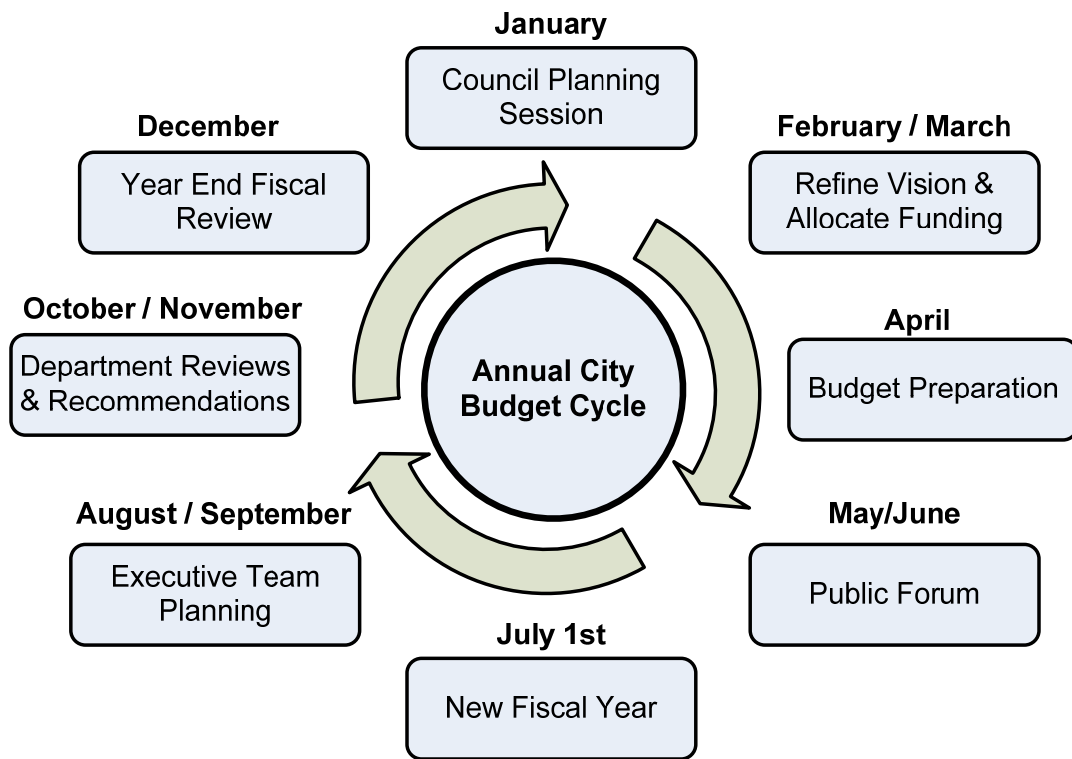 January
Council Planning
Session
February / March
Refine Vision &
Allocate Funding
April
Budget Preparation
May/June
Public Forum
July 1st
New Fiscal Year
August / September
Executive Team
Planning
October / November
Department Reviews
& Recommendations
December
Year End Fiscal
Review
Annual City
Budget Cycle